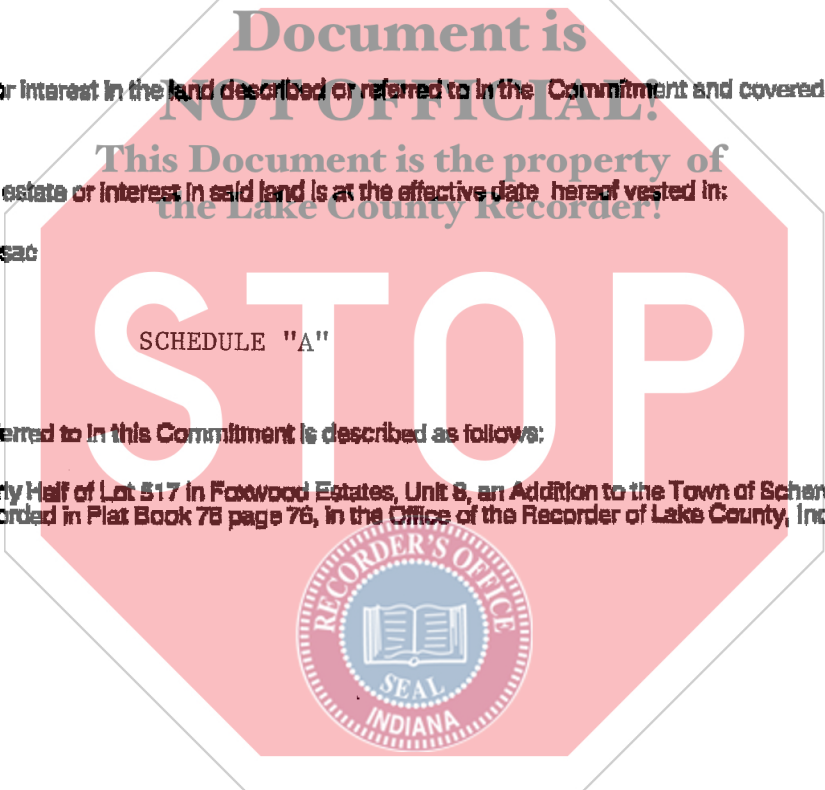 Document is
r interest in the land described or referred to in the Commitment and covered
NOT OFFICIAL!
This Document is the property of
estate or interest in said land is at the effective date hereof vested in:
the Lake County Recorder!
sac
STOP
SCHEDULE "A"
erred to in this Commitment is described as follows:
ly Half of Lot 517 in Foxwood Estates, Unit an Addition to the Town of Scher
orded in Plat Book page 76, in the Office of the Recorder of Lake County, Ind
RECORDER'S OFFICE
SEAL
INDIANA